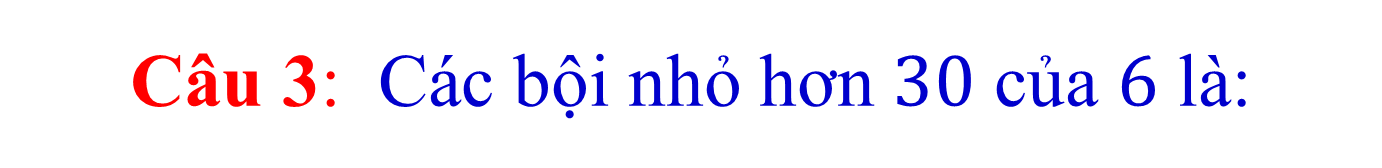 Câu 3:  Các bội nhỏ hơn 30 của 6 là: